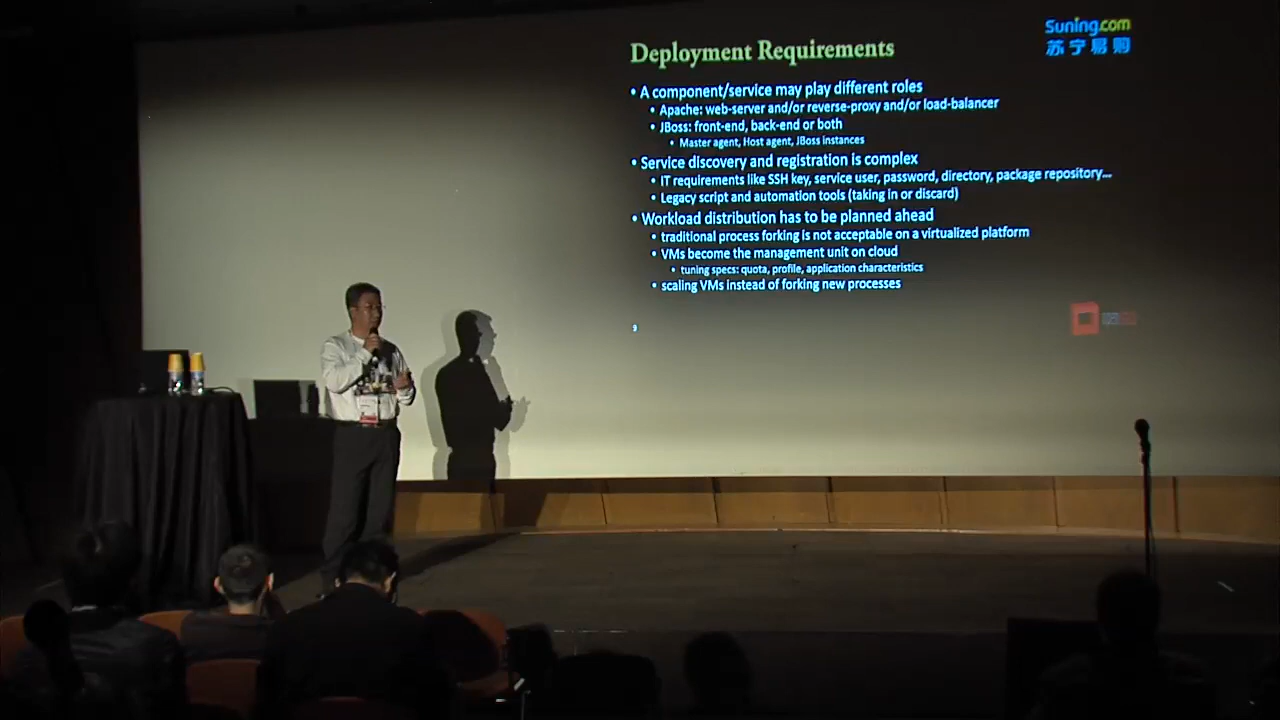 Suning.com
苏宁易购
Deployment Requirements
• A component/service may play different roles
• Apache: web-server and/or reverse-proxy and/or load-balancer
• JBoss: front-end, back-end or both
• Master agent, Host agent, JBoss instances
• Service discovery and registration is complex
• IT requirements like SSH key, service user, password, directory, package repository...
• Legacy script and automation tools (taking in or discard)
• Workload distribution has to be planned ahead
• traditional process forking is not acceptable on a virtualized platform
• VMs become the management unit on cloud
• tuning specs: quota, profile, application characteristics
• scaling VMs instead of forking new processes
9